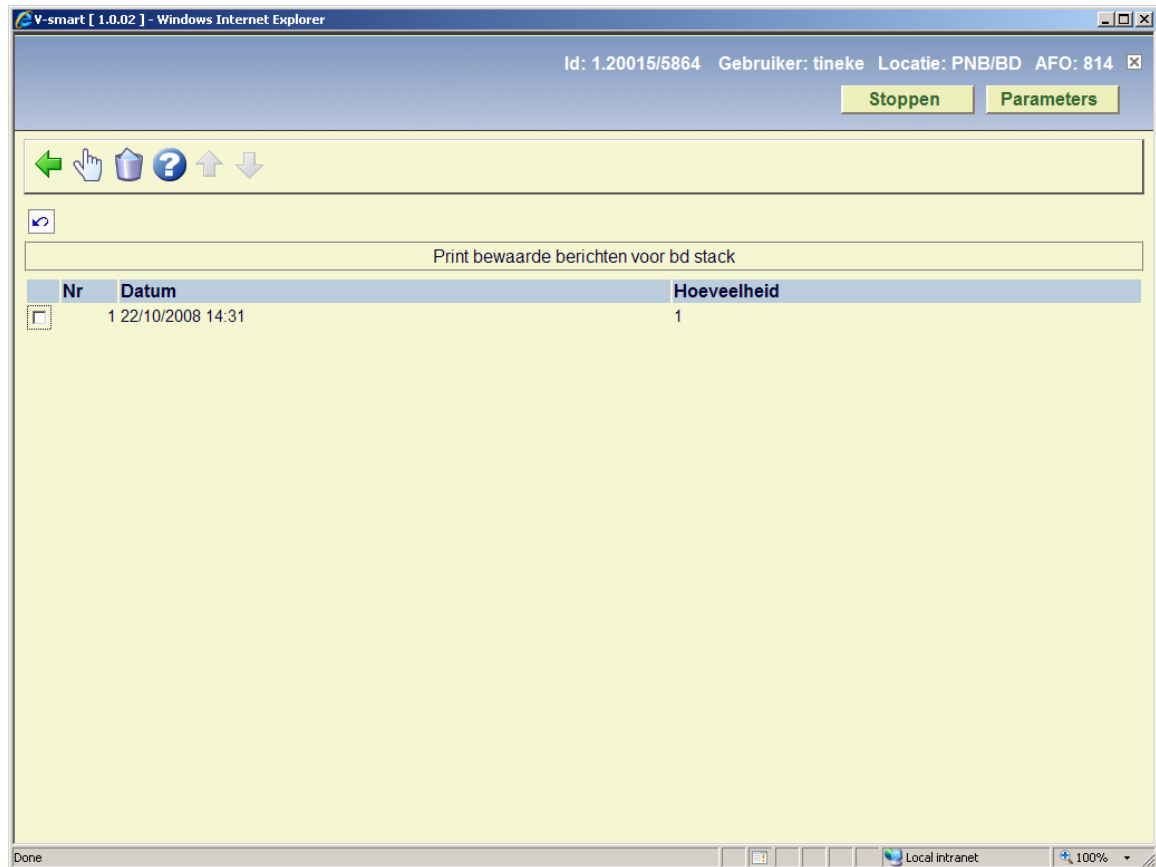 V-smart [ 1.0.02 ] - Windows Internet Explorer
Id: 1.20015/5864 Gebruiker: tineke Locatie: PNB/BD AFO: 814
Stoppen Parameters
Print bewaarde berichten voor bd stack
Nr Datum Hoeveelheid
1 22/10/2008 14:31 1
Done Local intranet 100%